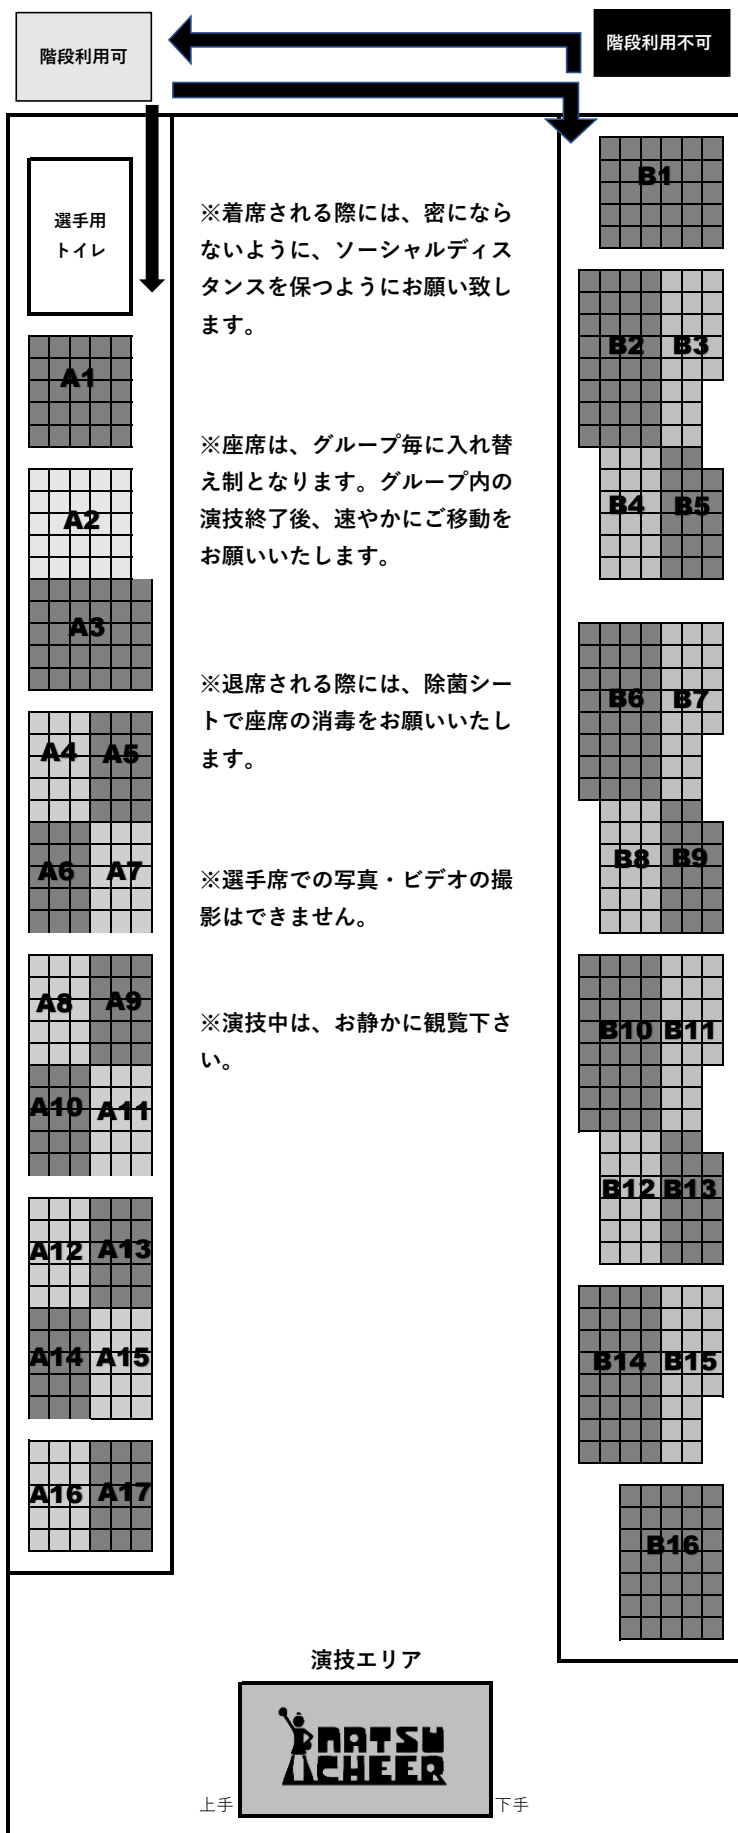 階段利用可
階段利用不可
選手用
トイレ
※着席される際には、密になら
ないように、ソーシャルディス
タンスを保つようにお願い致し
ます。
※座席は、グループ毎に入れ替
え制となります。グループ内の
演技終了後、速やかにご移動を
お願いいたします。
※退席される際には、除菌シー
トで座席の消毒をお願いいたし
ます。
※選手席での写真・ビデオの撮
影はできません。
※演技中は、お静かに観覧下さ
い。
A1
A2
A3
A4 A5
A6 A7
A8 A9
A10 A11
A12 A13
A14 A15
A16 A17
B1
B2 B3
B4 B5
B6 B7
B8 B9
B10 B11
B12 B13
B14 B15
B16
演技エリア
MATSU
CHEER
上手
下手